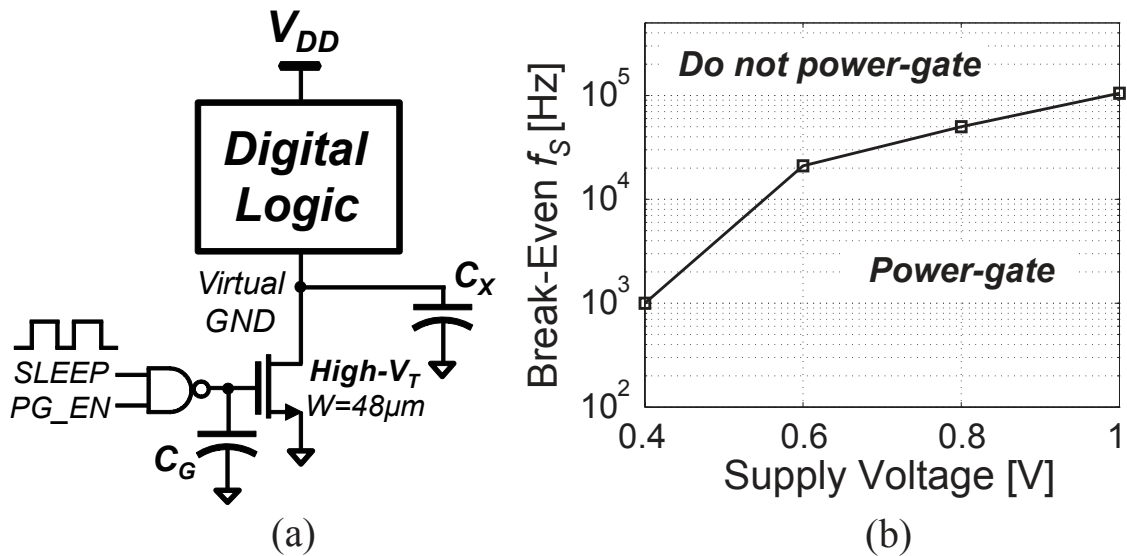 V_DD
Digital
Logic
Virtual
GND
C_X
SLEEP
PG_EN
High-V_T
W=48µm
C_G
(a)
Break-Even f_S [Hz]
10^5
10^4
10^3
10^2
Do not power-gate
Power-gate
0.4
0.6
0.8
1
Supply Voltage [V]
(b)